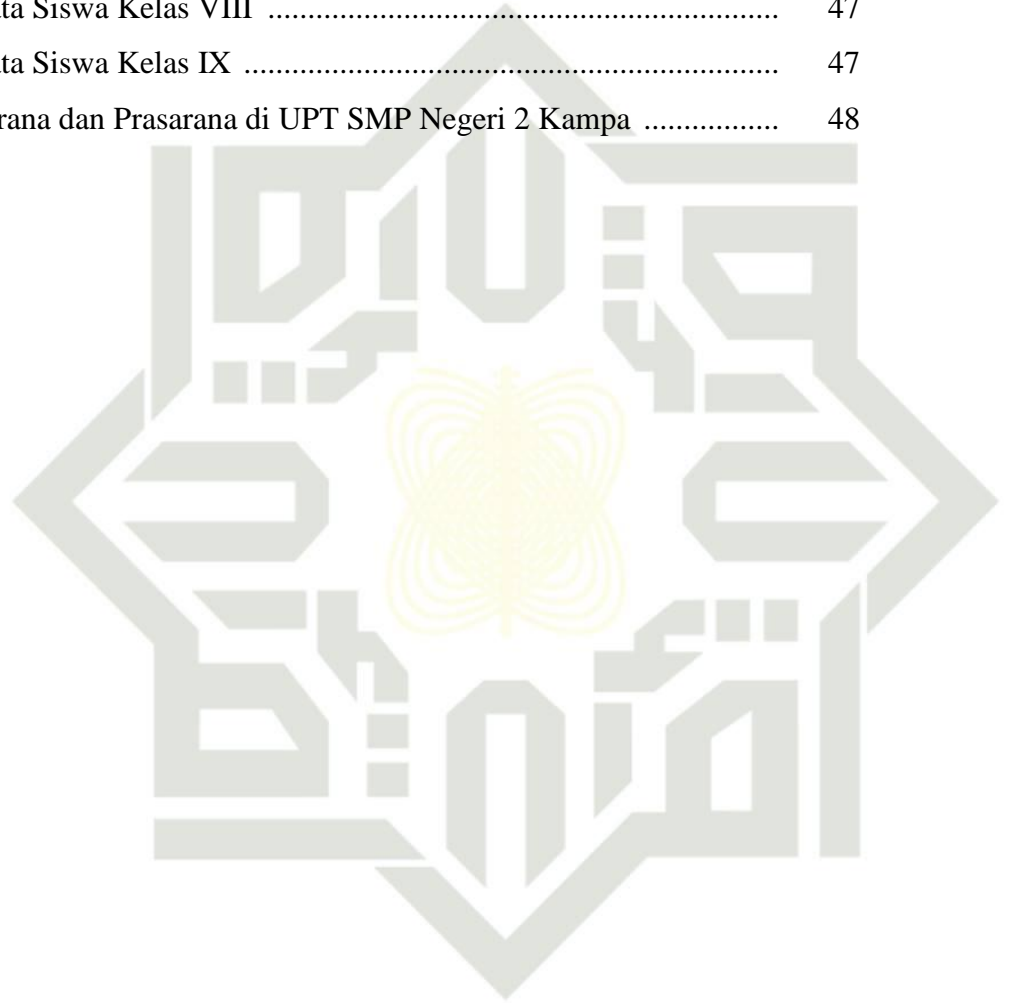 ta Siswa Kelas VIII ................................................................ 47
ta Siswa Kelas IX ................................................................... 47
rana dan Prasarana di UPT SMP Negeri 2 Kampa ................. 48